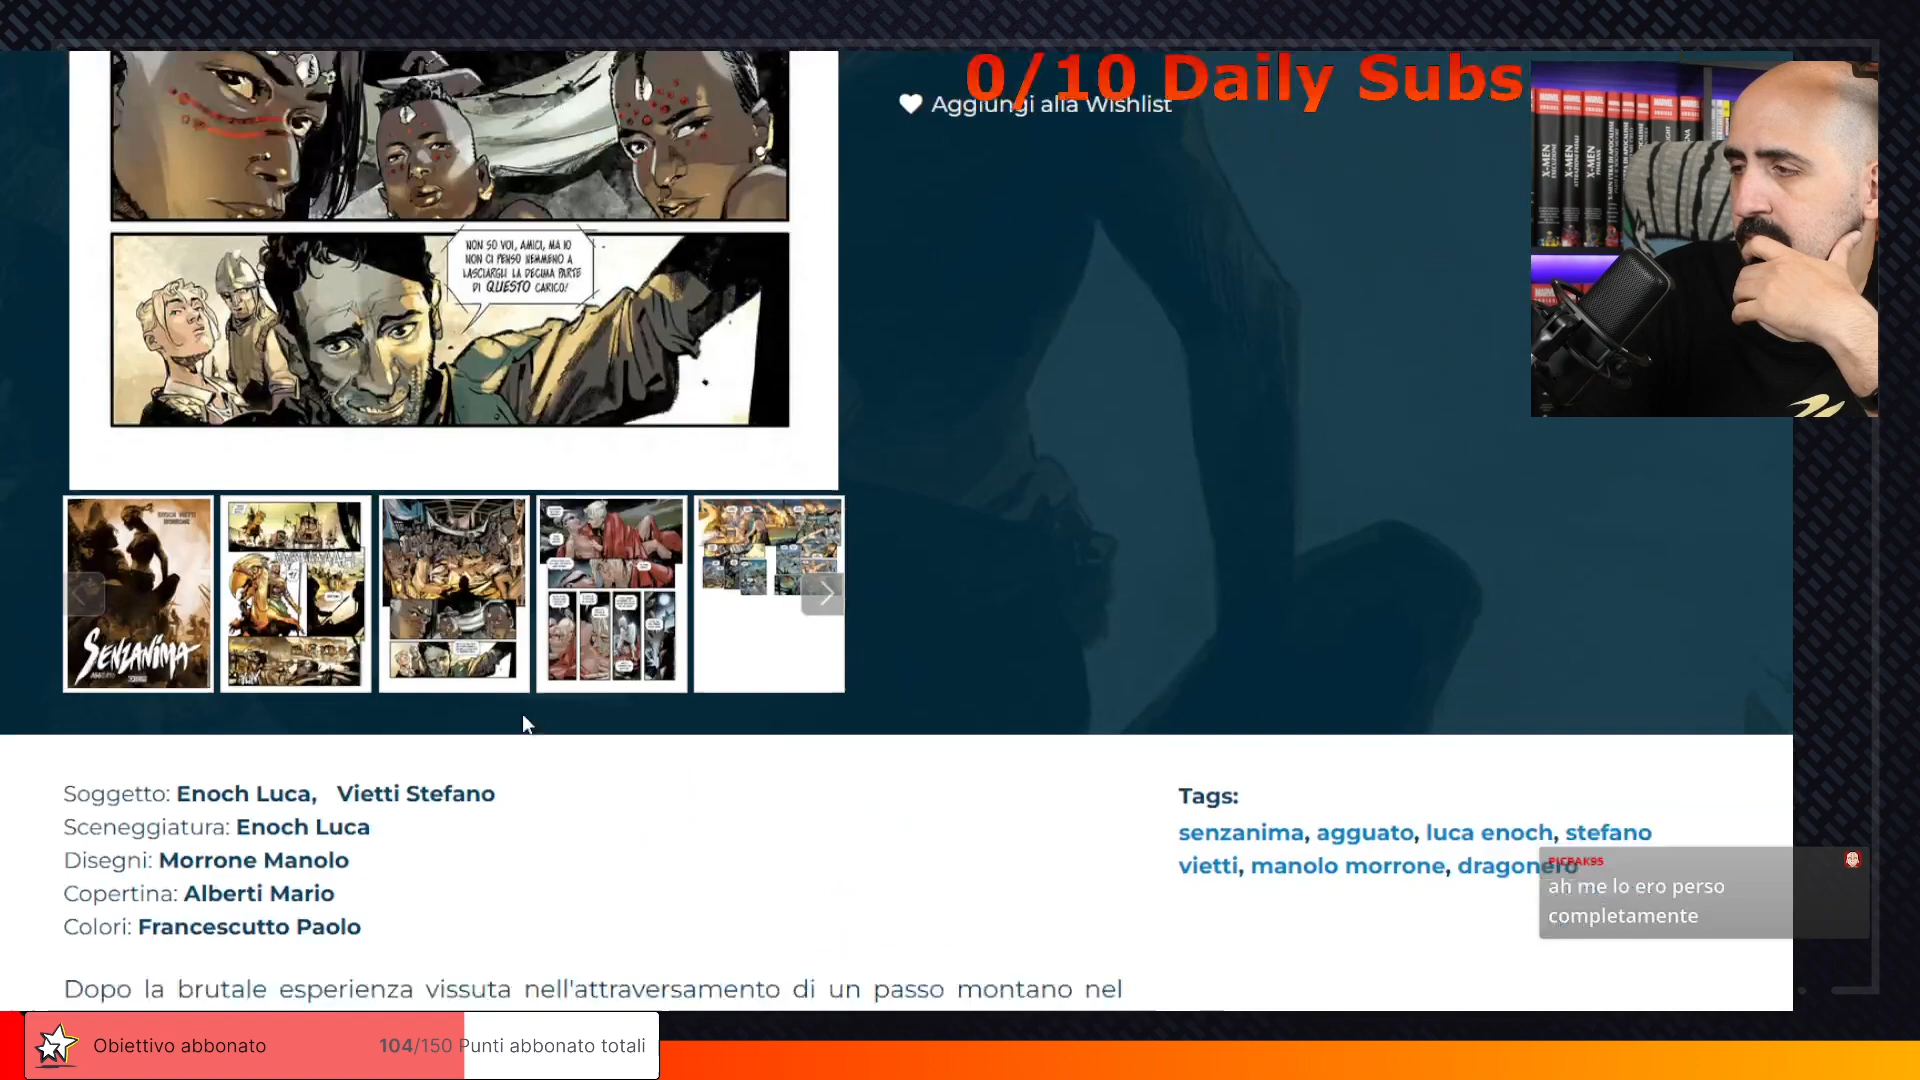 0/10 Daily Subs
Aggiungi alla Wishlist
X-MEN
X-MEN
X-MEN
NON SO VOI, AMICI, MA IO
NON CI PENSO NEMMENO A
LASCIARGLI LA DECIMA PARTE
DI QUESTO CARICO!
SENZANIMA
Soggetto: Enoch Luca, Vietti Stefano
Sceneggiatura: Enoch Luca
Disegni: Morrone Manolo
Copertina: Alberti Mario
Colori: Francescutto Paolo
Tags:
senzanima, agguato, luca enoch, stefano
vietti, manolo morrone, dragonero
ah me lo ero perso
completamente
Dopo la brutale esperienza vissuta nell'attraversamento di un passo montano nel
Obiettivo abbonato
104/150 Punti abbonato totali